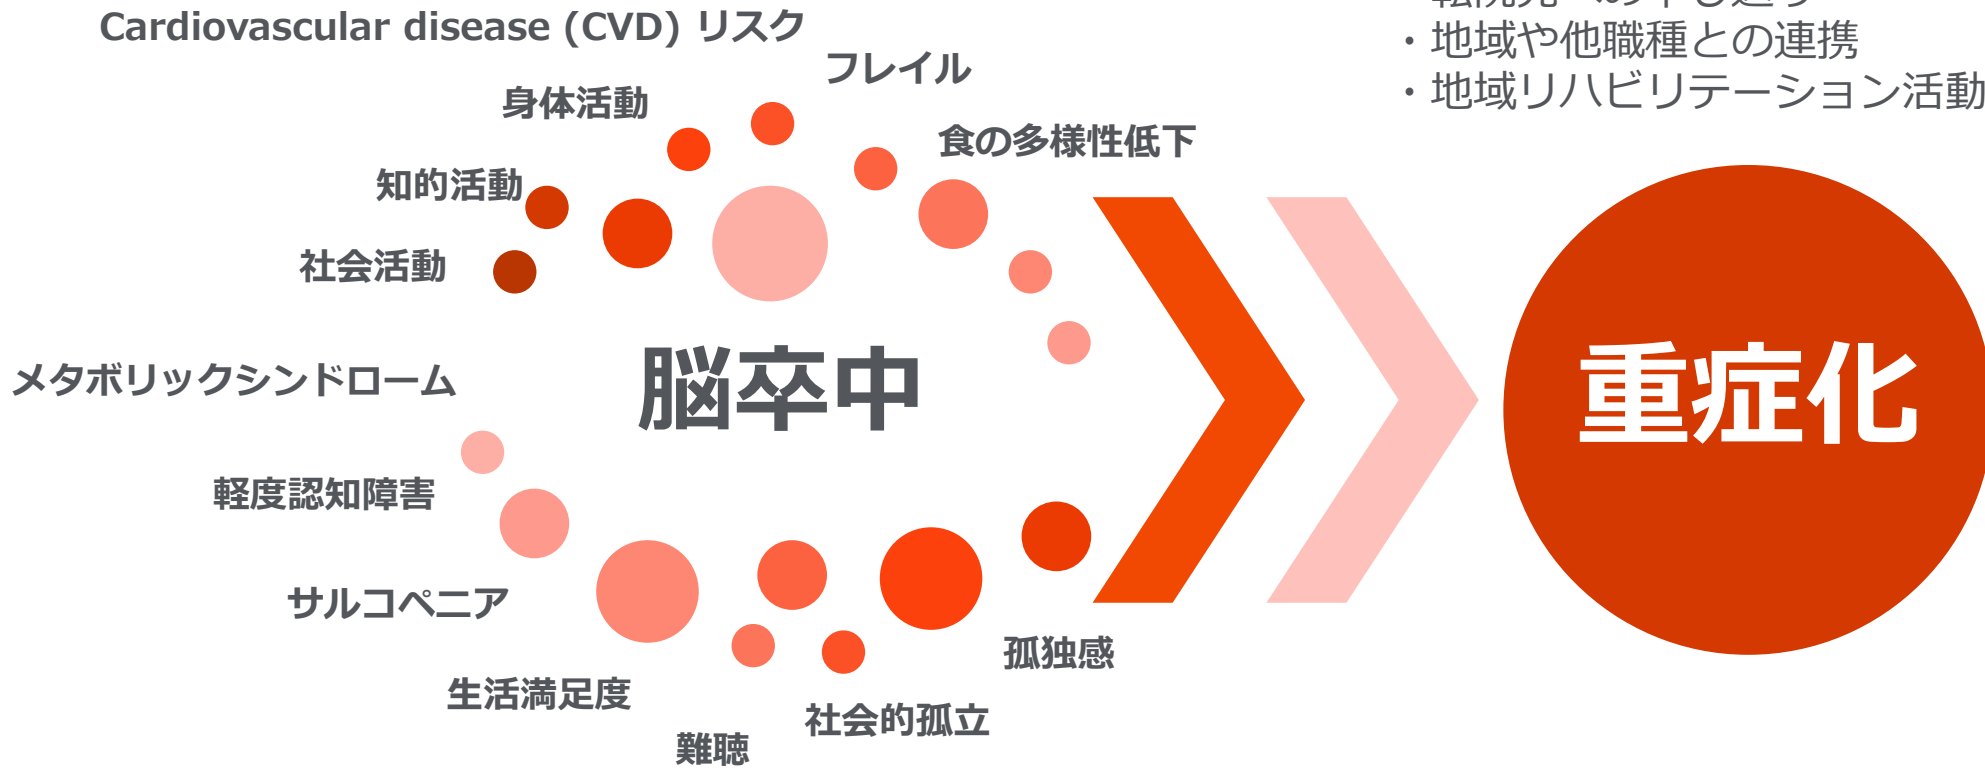 Cardiovascular disease (CVD) リスク
フレイル
身体活動
食の多様性低下
知的活動
社会活動
メタボリックシンドローム
脳卒中
軽度認知障害
サルコペニア
生活満足度
難聴
社会的孤立
孤独感
・地域や他職種との連携
・地域リハビリテーション活動
重症化